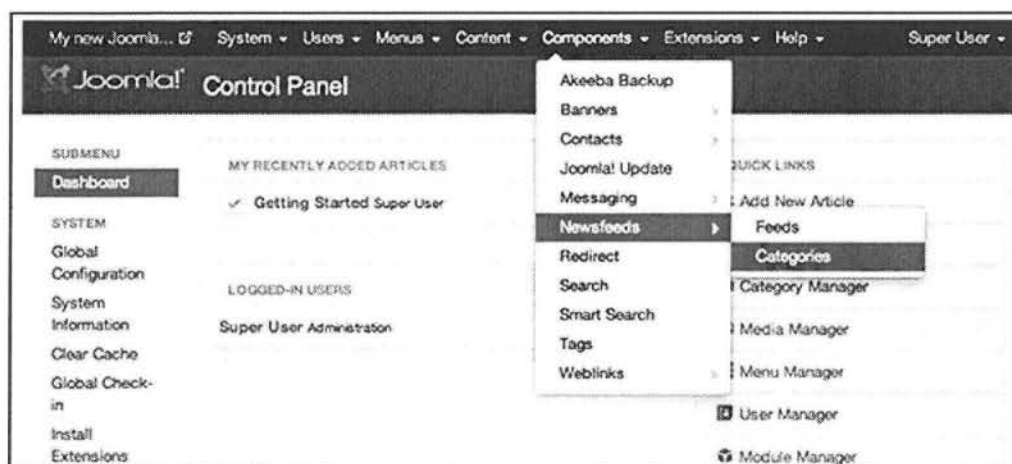 My new Joomla... System Users Menus Content Components Extensions Help Super User
Joomla! Control Panel
SUBMENU
Dashboard
SYSTEM
Global
Configuration
System
Information
Clear Cache
Global Check-
in
Install
Extensions
MY RECENTLY ADDED ARTICLES
Getting Started Super User
LOGGED-IN USERS
Super User Administration
Akeeba Backup
Banners
Contacts
Joomla! Update
Messaging
Newsfeeds
Redirect
Search
Smart Search
Tags
Weblinks
Feeds
Categories
QUICK LINKS
Add New Article
Category Manager
Media Manager
Menu Manager
User Manager
Module Manager